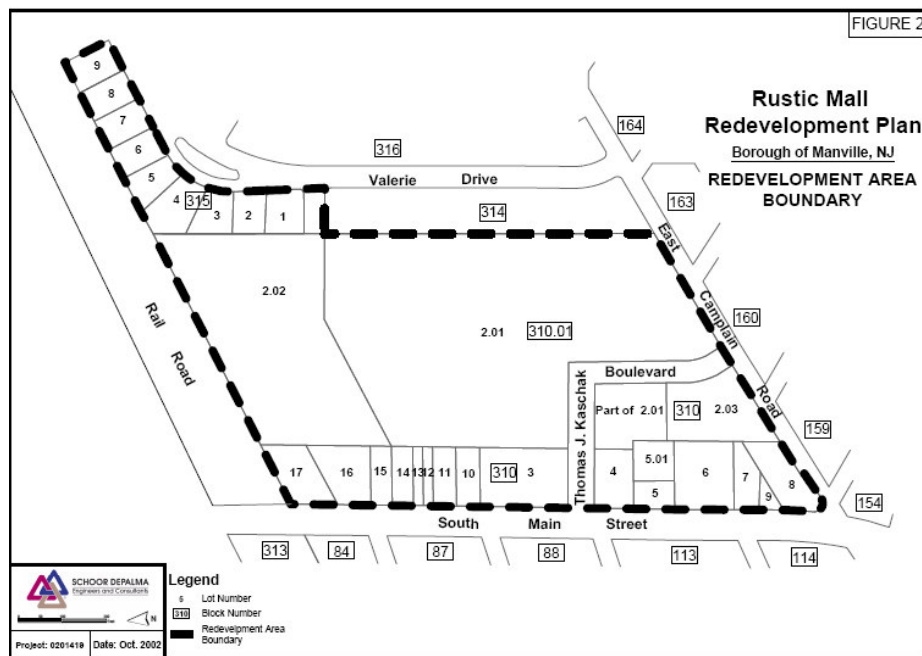 FIGURE 2
Rustic Mall
Redevelopment Plan
Borough of Manville, NJ
REDEVELOPMENT AREA
BOUNDARY
9
8
7
6
5
4
315
3
2
1
316
Valerie Drive
314
164
163
East Camplain Road
160
159
154
Rail Road
2.02
2.01 310.01
Boulevard
Thomas J. Kaschak
Part of 2.01 310 2.03
17
16
15
14
13
12
11
10
310
3
4
5.01
5
6
7
9
8
South Main Street
313
84
87
88
113
114
SCHOOR DEPALMA
Engineers and Consultants
N
Project: 0201419
Date: Oct. 2002
Legend
5 Lot Number
310 Block Number
Redevelpment Area
Boundary